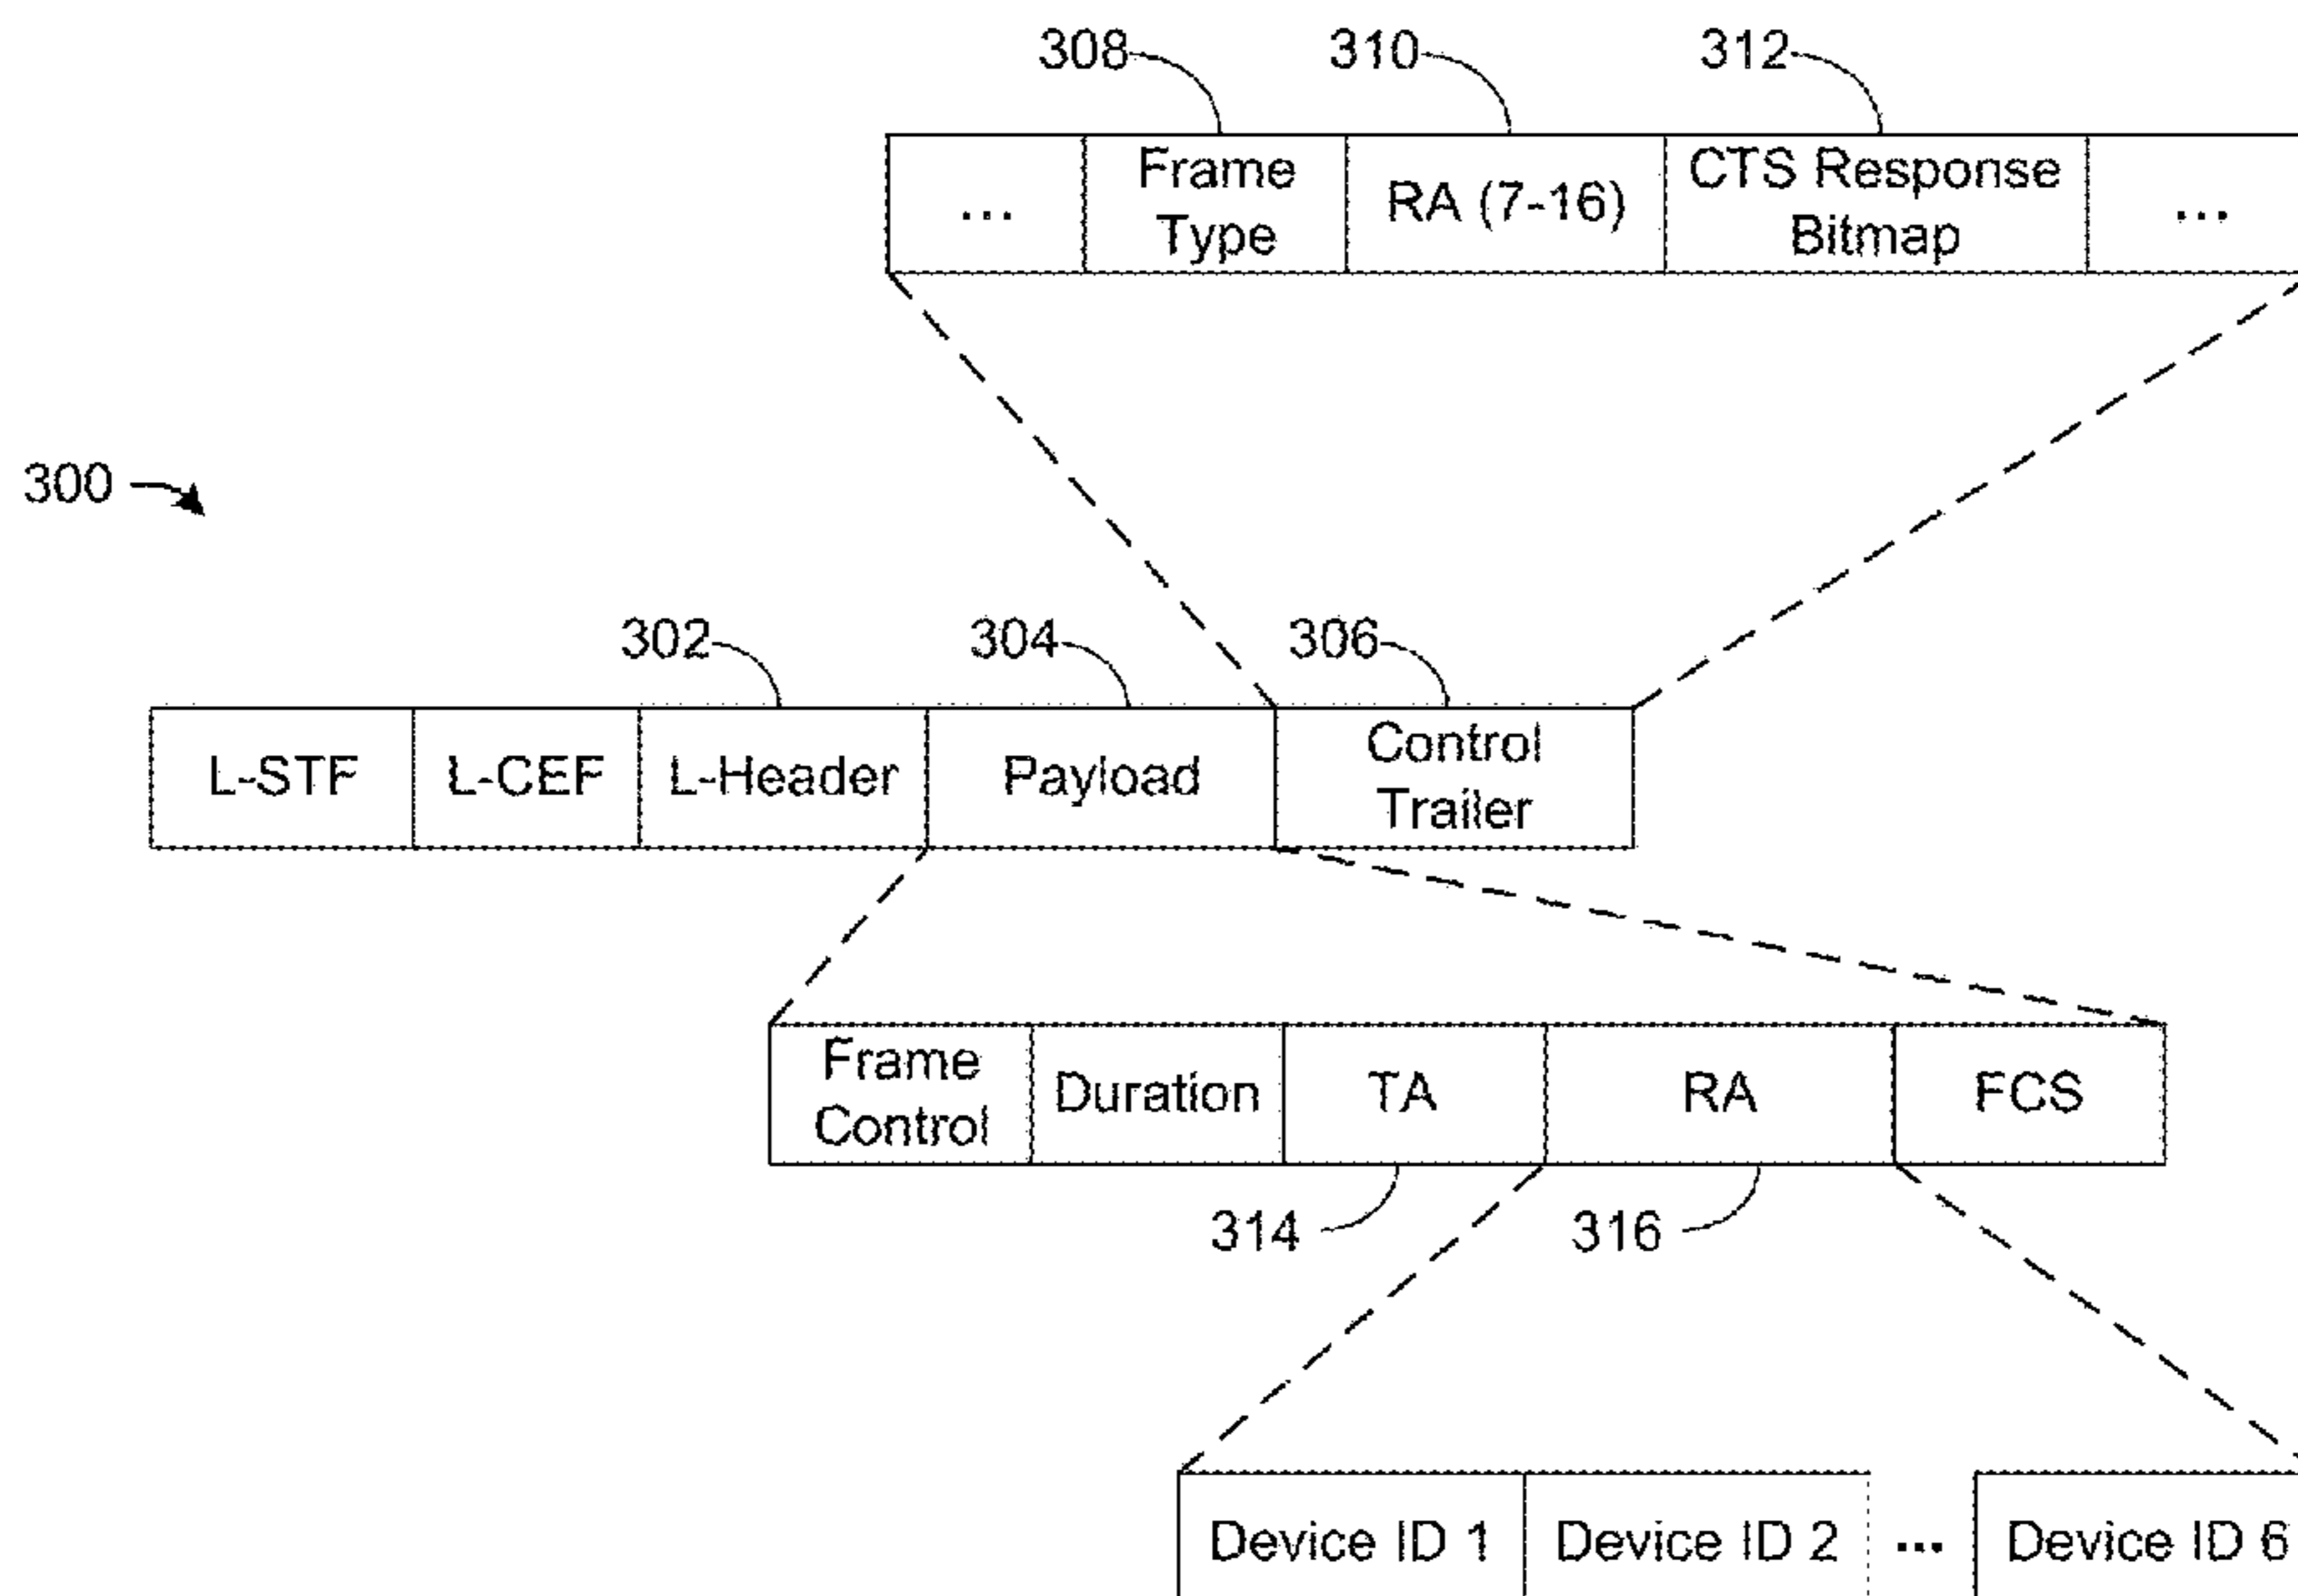 308 310 312
... Frame Type RA (7-16) CTS Response Bitmap ...
300
302 304 306
L-STF L-CEF L-Header Payload Control Trailer
Frame Control Duration TA RA FCS
314 316
Device ID 1 Device ID 2 ... Device ID 6